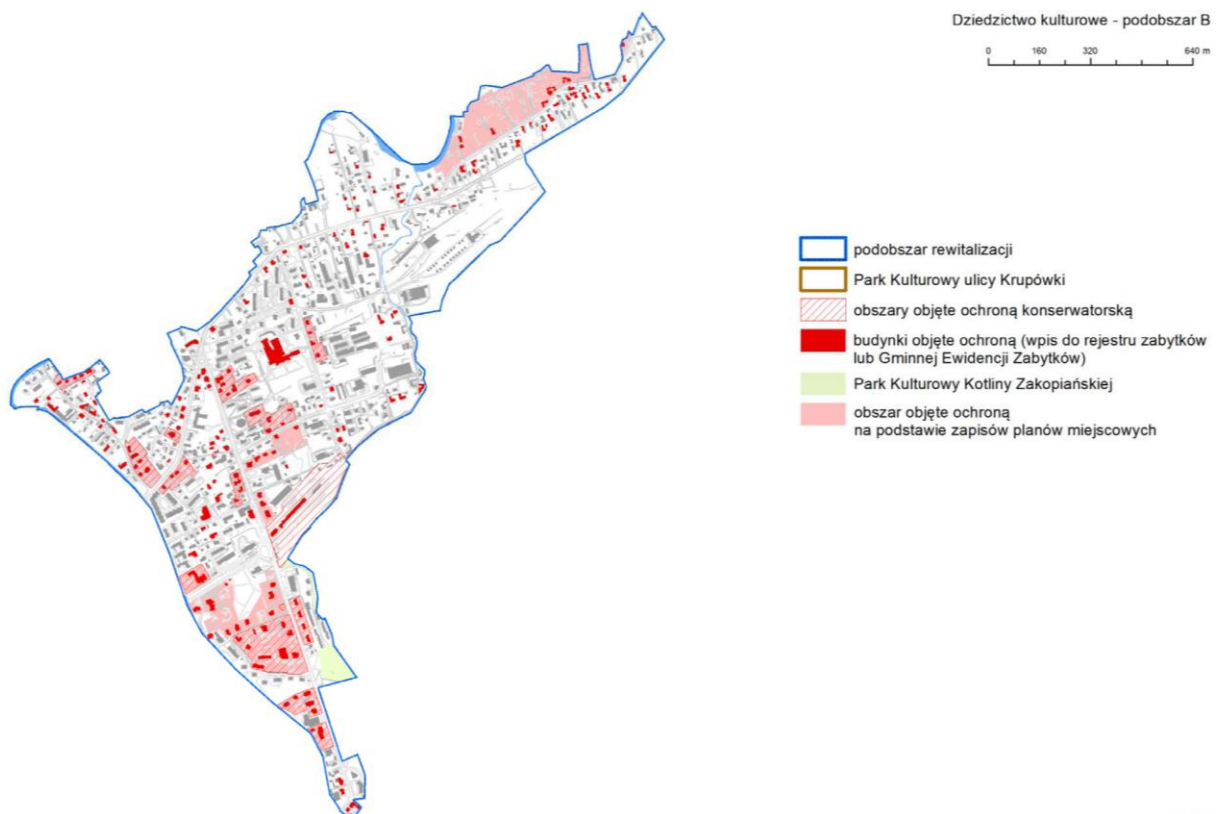 Dziedzictwo kulturowe - podobszar B
0 160 320 640 m
podobszar rewitalizacji
Park Kulturowy ulicy Krupówki
obszary objęte ochroną konserwatorską
budynki objęte ochroną (wpis do rejestru zabytków
lub Gminnej Ewidencji Zabytków)
Park Kulturowy Kotliny Zakopiańskiej
obszar objęte ochroną
na podstawie zapisów planów miejscowych